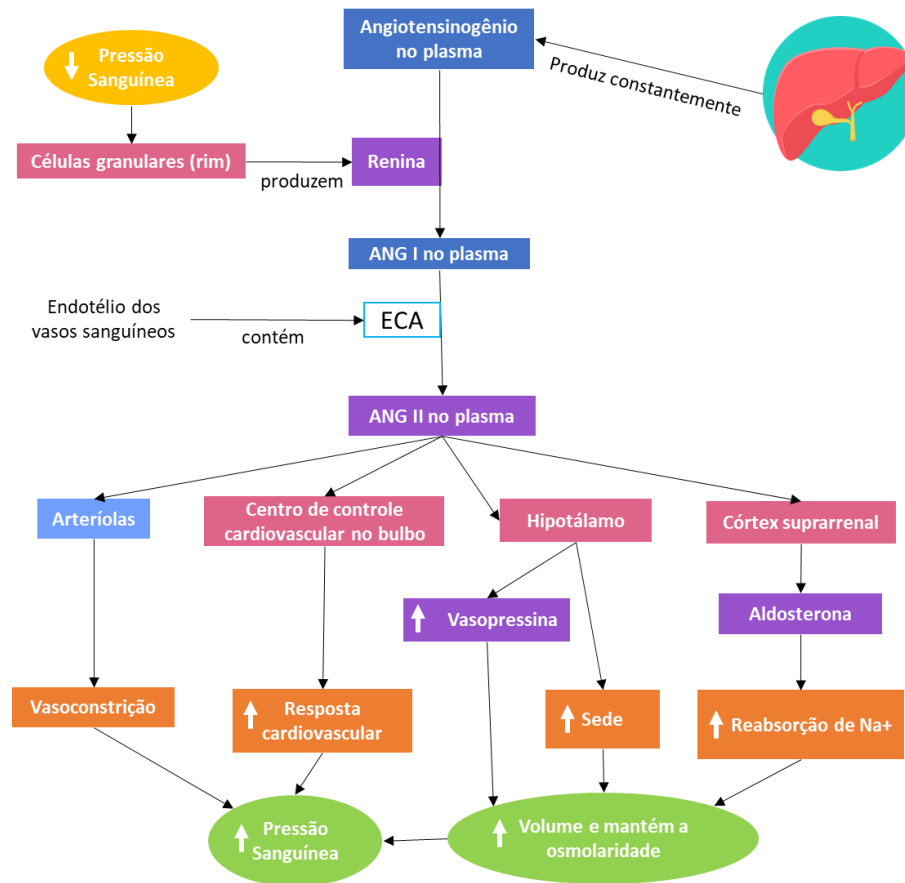 Angiotensinogênio
no plasma
Pressão
Sanguínea
Produz constantemente
Células granulares (rim)
produzem
Renina
ANG I no plasma
Endotélio dos
vasos sanguíneos
contém
ECA
ANG II no plasma
Arteríolas
Centro de controle
cardiovascular no bulbo
Hipotálamo
Córtex suprarrenal
Vasopressina
Aldosterona
Vasoconstrição
Resposta
cardiovascular
Sede
Reabsorção de Na+
Pressão
Sanguínea
Volume e mantém a
osmolaridade